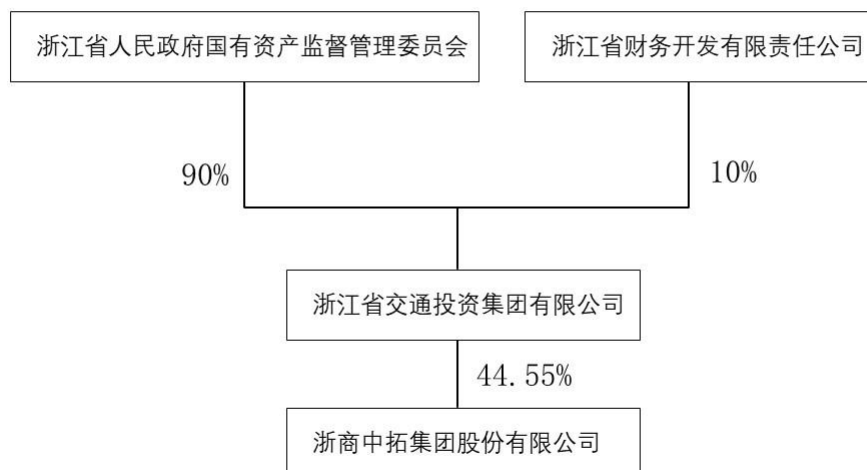 浙江省人民政府国有资产监督管理委员会
浙江省财务开发有限责任公司
90%
10%
浙江省交通投资集团有限公司
44.55%
浙商中拓集团股份有限公司